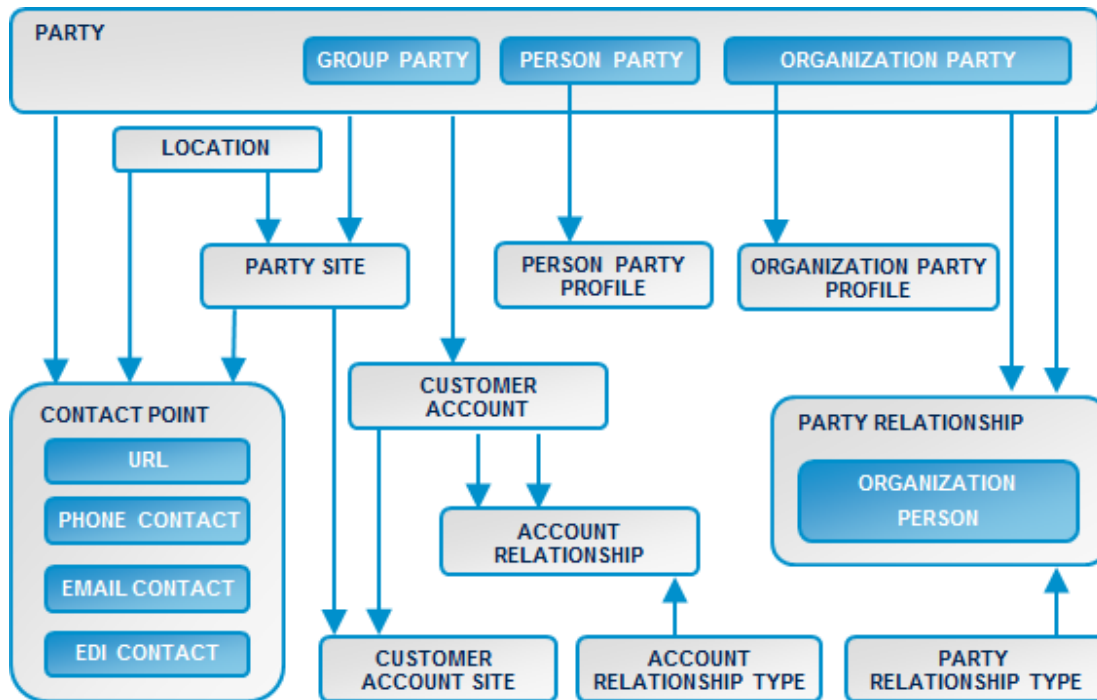 PARTY
GROUP PARTY
PERSON PARTY
ORGANIZATION PARTY
LOCATION
PARTY SITE
PERSON PARTY
PROFILE
ORGANIZATION PARTY
PROFILE
CUSTOMER
ACCOUNT
CONTACT POINT
URL
PHONE CONTACT
EMAIL CONTACT
EDI CONTACT
PARTY RELATIONSHIP
ORGANIZATION
PERSON
ACCOUNT
RELATIONSHIP
CUSTOMER
ACCOUNT SITE
ACCOUNT
RELATIONSHIP TYPE
PARTY
RELATIONSHIP TYPE